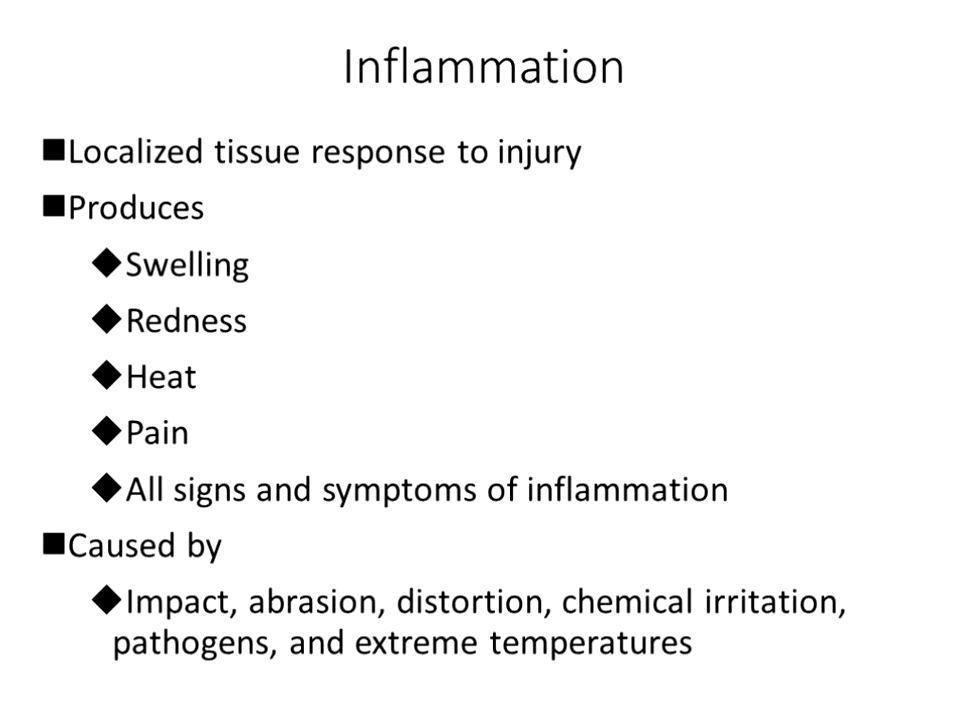 Inflammation
■Localized tissue response to injury
■Produces
◆Swelling
◆Redness
◆Heat
◆Pain
◆All signs and symptoms of inflammation
■Caused by
◆Impact, abrasion, distortion, chemical irritation,
pathogens, and extreme temperatures